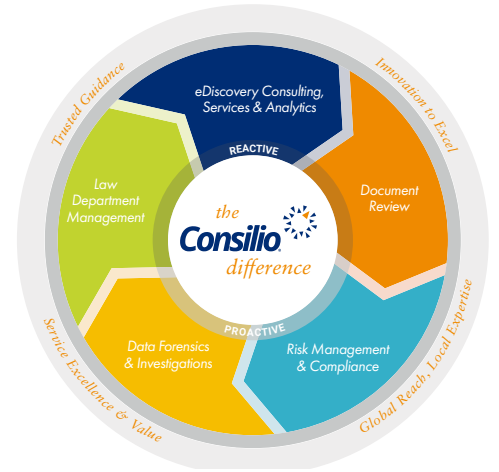 Trusted Guidance
Innovation to Excel
eDiscovery Consulting,
Services & Analytics
REACTIVE
Law
Department
Management
Document
Review
the
Consilio
difference
PROACTIVE
Data Forensics
& Investigations
Risk Management
& Compliance
Service Excellence & Value
Global Reach, Local Expertise